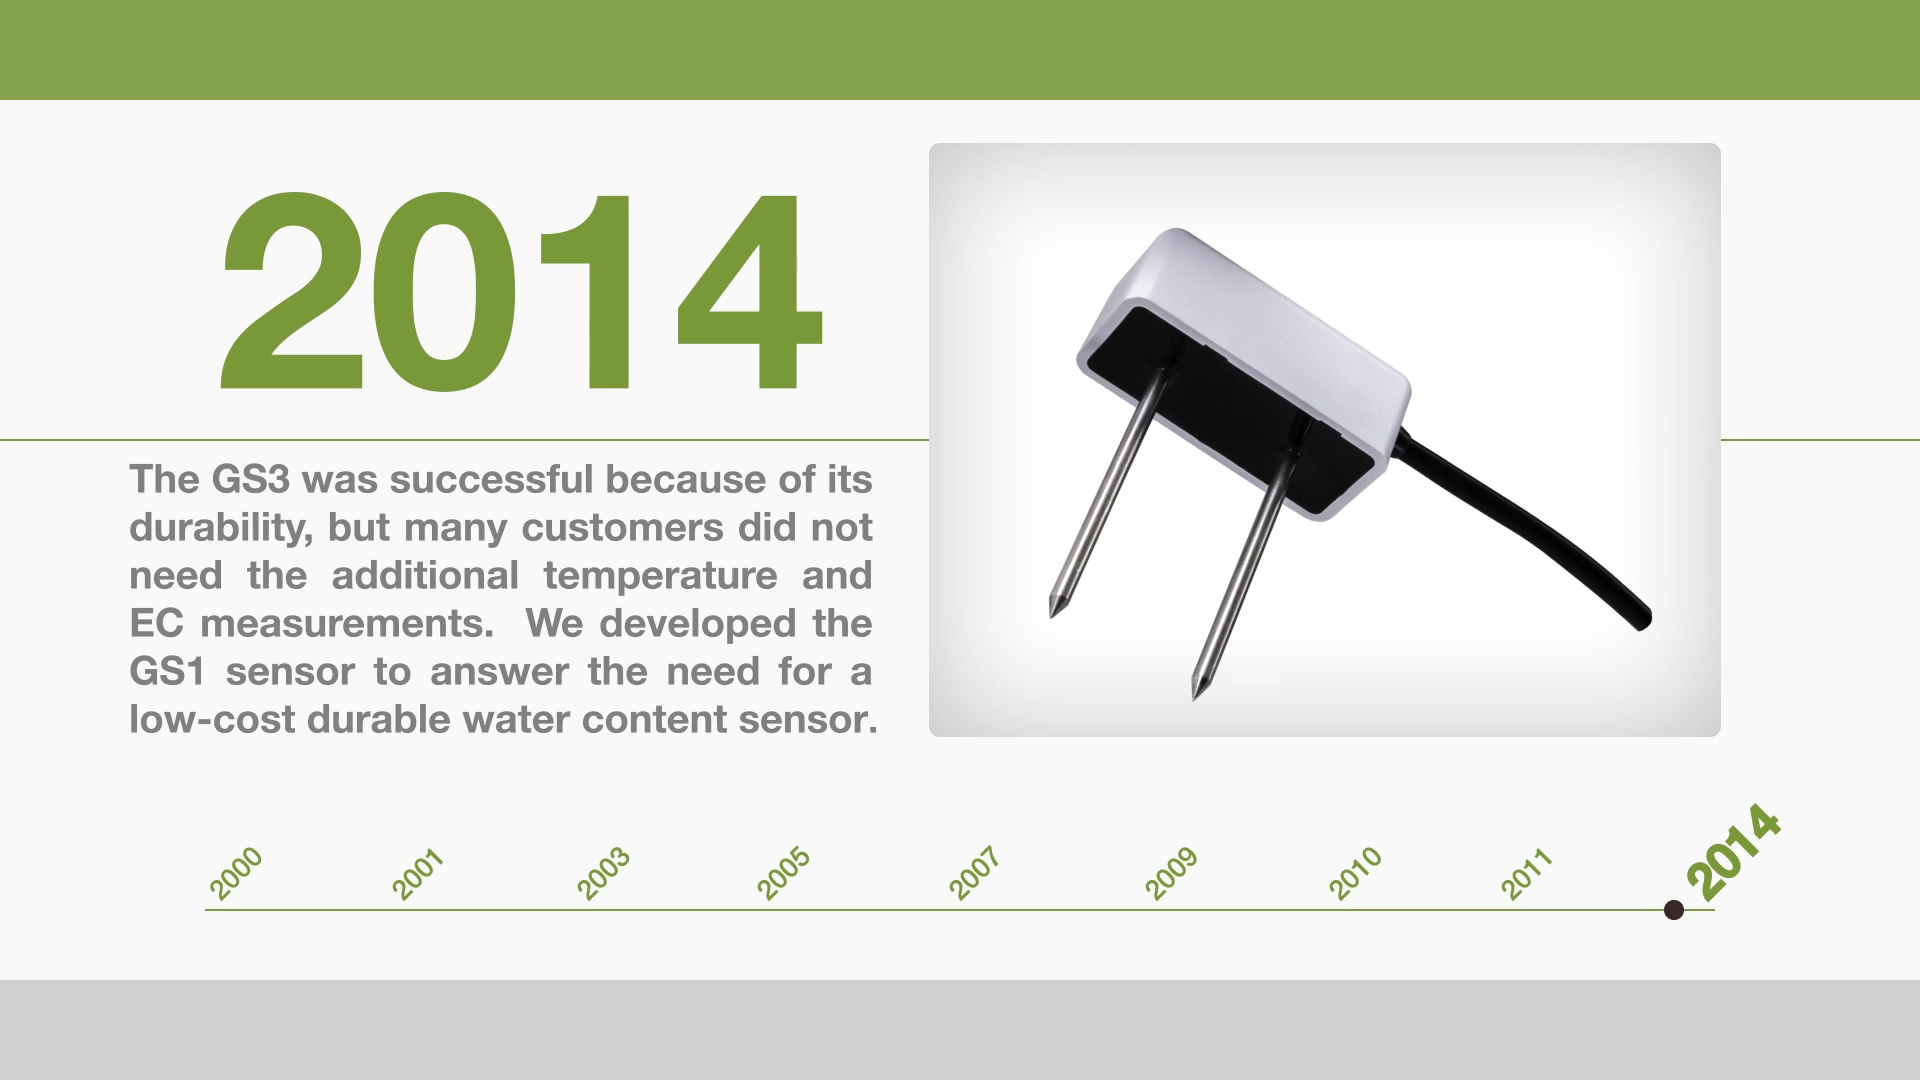 2014
The GS3 was successful because of its
durability, but many customers did not
need the additional temperature and
EC measurements.  We developed the
GS1 sensor to answer the need for a
low-cost durable water content sensor.
2000 2001 2003 2005 2007 2009 2010 2011 2014